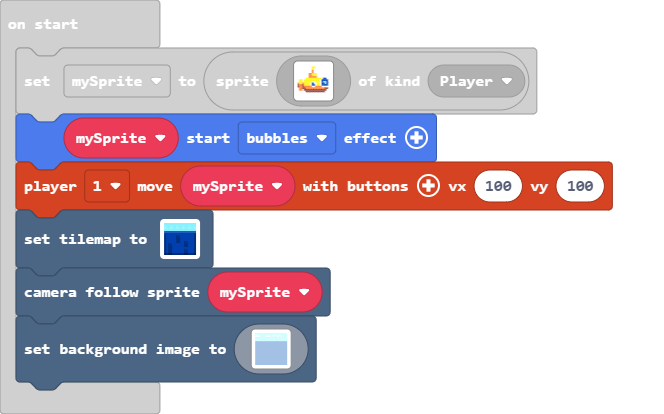 on start
set mySprite to sprite of kind Player
mySprite start bubbles effect
player 1 move mySprite with buttons vx 100 vy 100
set tilemap to
camera follow sprite mySprite
set background image to